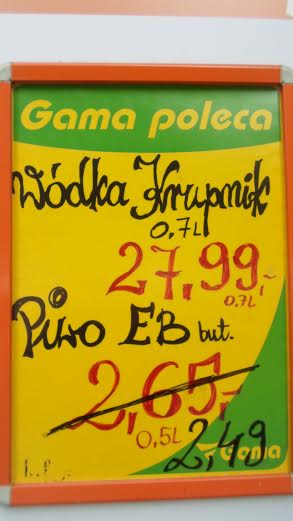 Gama poleca
Wódka Krupnik
0,7L
27,99,-
0.7L
Piwo EB but.
2,65,-
0,5L
2,49
Gama